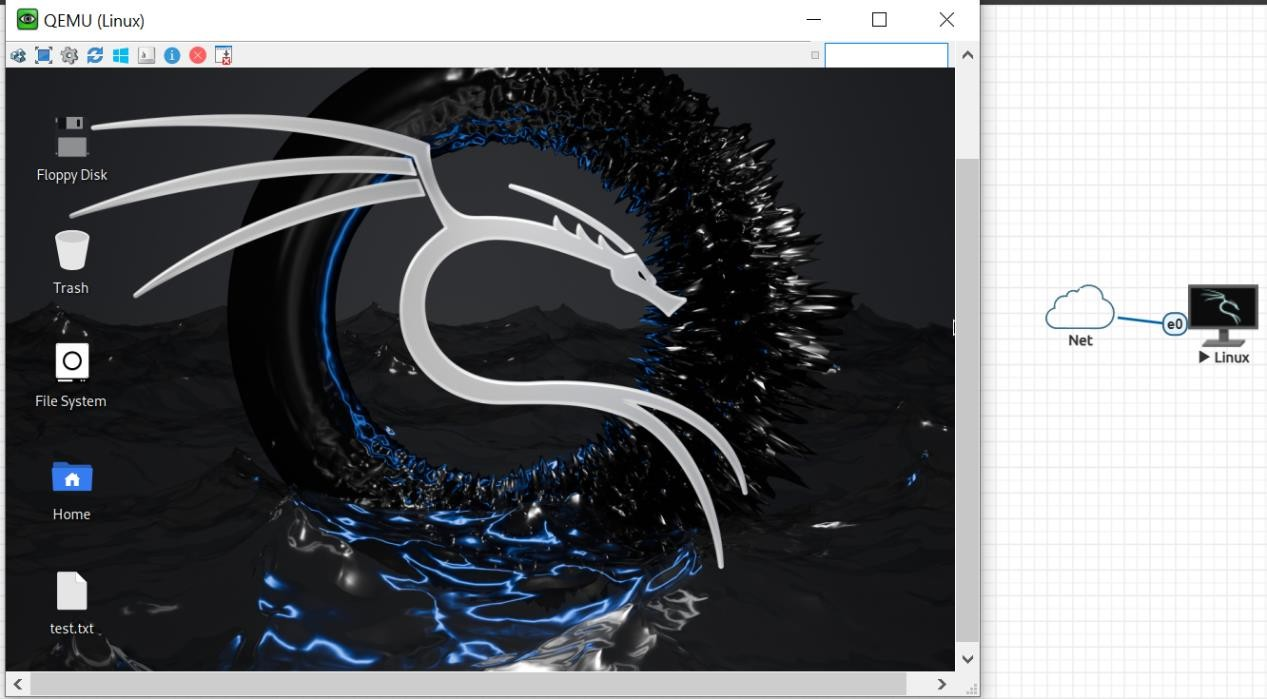 QEMU (Linux)
Floppy Disk
Trash
File System
Home
test.txt
e0
Net
Linux